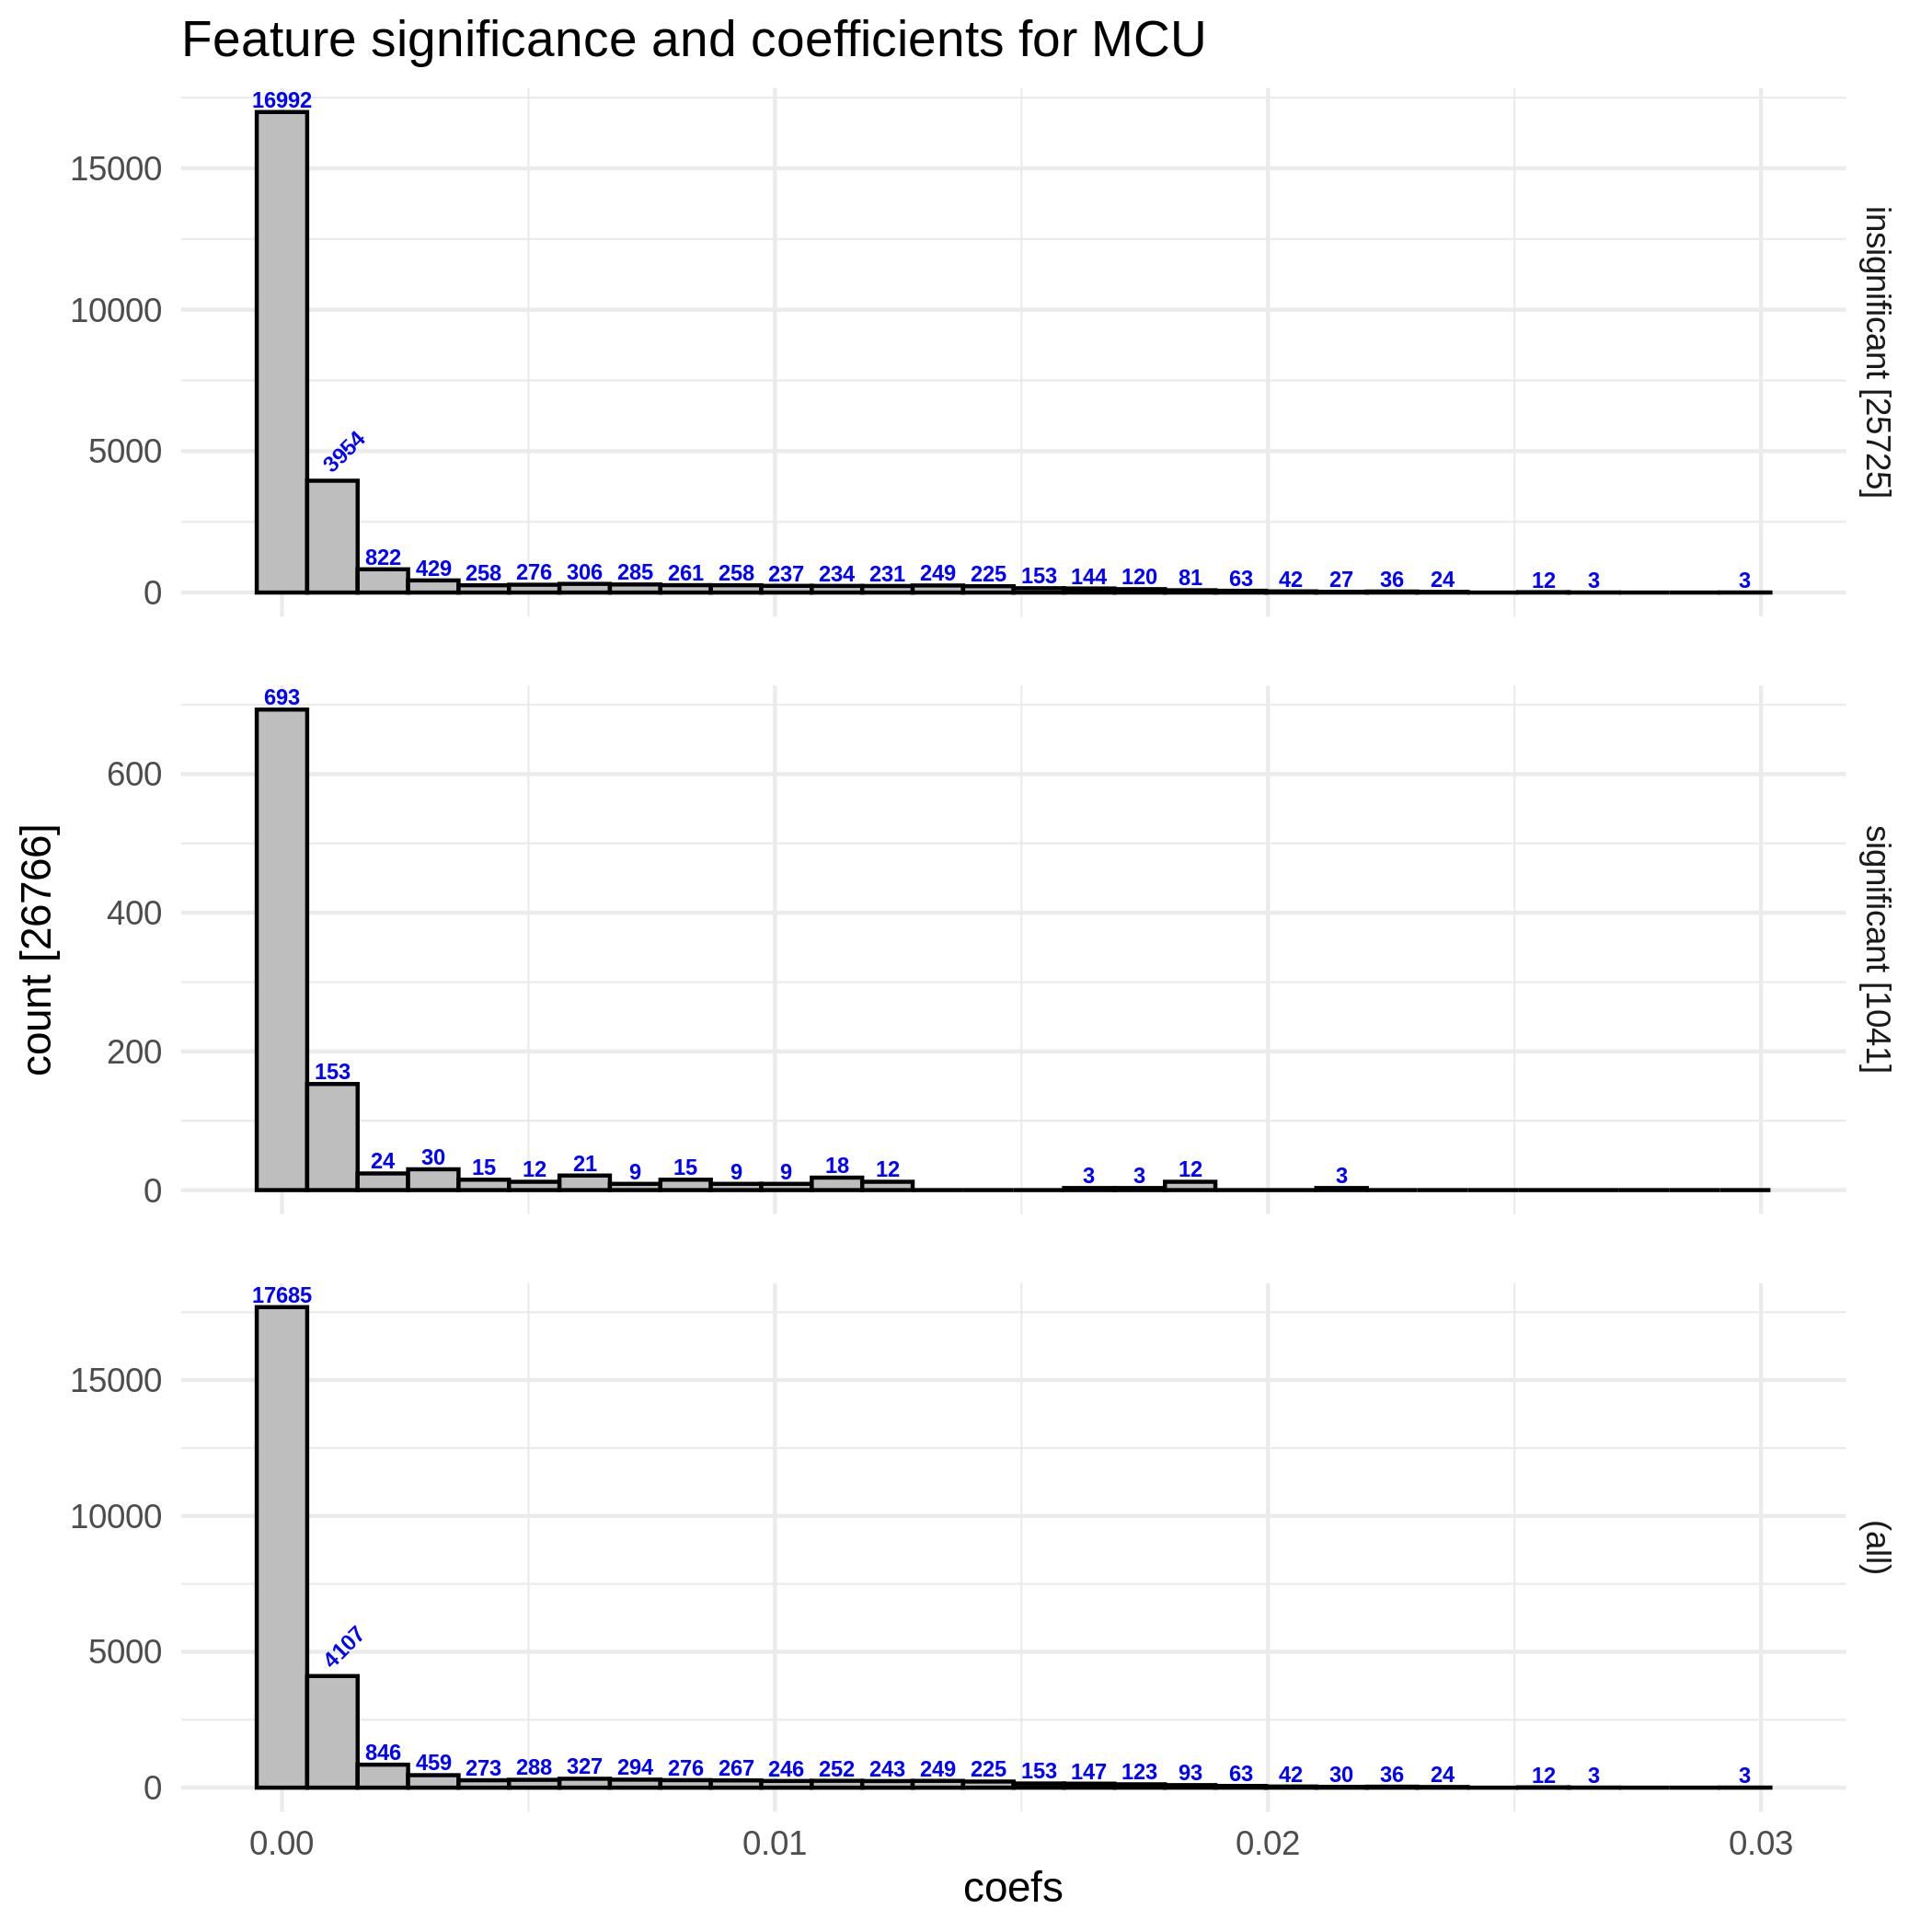 Feature significance and coefficients for MCU
16992
15000
10000
5000
0
3954
822 429 258 276 306 285 261 258 237 234 231 249 225 153 144 120 81 63 42 27 36 24 12 3 3
insignificant [25725]
693
600
400
200
0
153
24 30 15 12 21 9 15 9 9 18 12 3 3 12 3
significant [1041]
count [26766]
17685
15000
10000
5000
0
4107
846 459 273 288 327 294 276 267 246 252 243 249 225 153 147 123 93 63 42 30 36 24 12 3 3
(all)
0.00 0.01 0.02 0.03
coefs